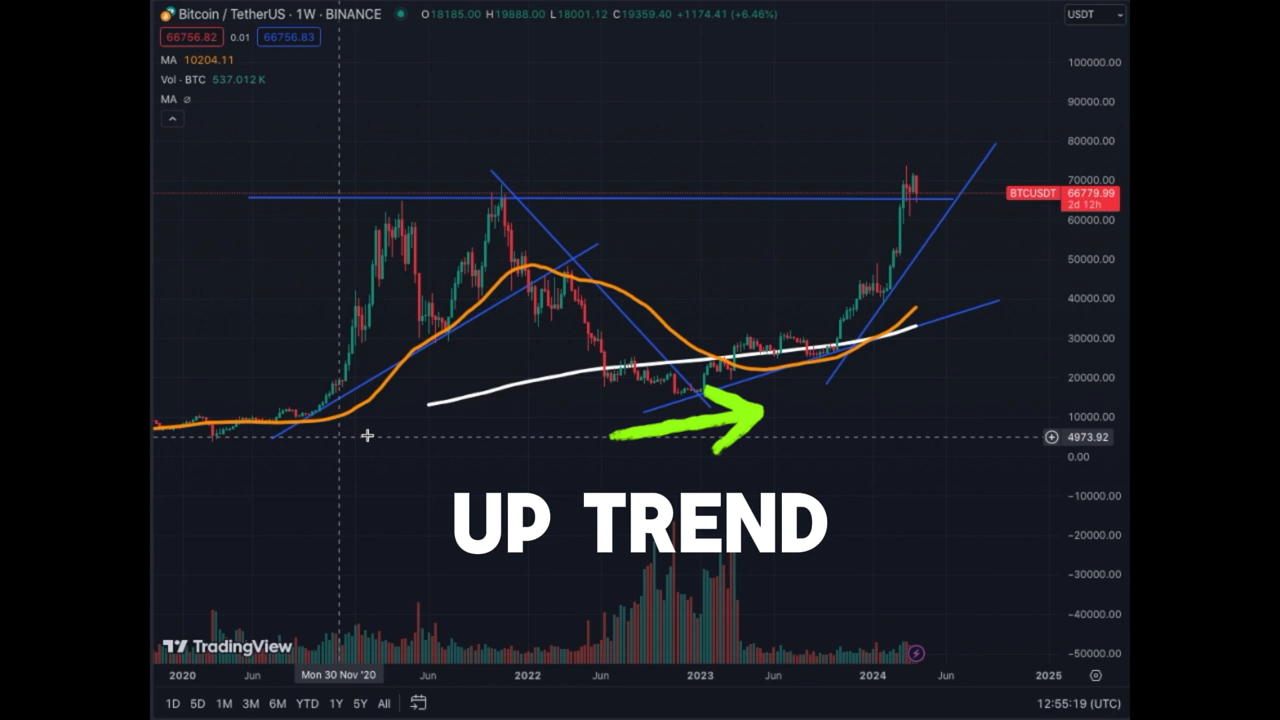 Bitcoin / TetherUS · 1W · BINANCE O18185.00 H19888.00 L18001.12 C19359.40 +1174.41 (+6.46%) USDT
66756.82 0.01 66756.83
MA 10204.11
Vol · BTC 537.012 K
MA ∅
100000.00
90000.00
80000.00
70000.00
BTCUSDT 66779.99
2d 12h
60000.00
50000.00
40000.00
30000.00
20000.00
10000.00
4973.92
0.00
-10000.00
UP TREND
-20000.00
-30000.00
-40000.00
TradingView
-50000.00
2020 Jun Mon 30 Nov '20 Jun 2022 Jun 2023 Jun 2024 Jun 2025
1D 5D 1M 3M 6M YTD 1Y 5Y All 12:55:19 (UTC)